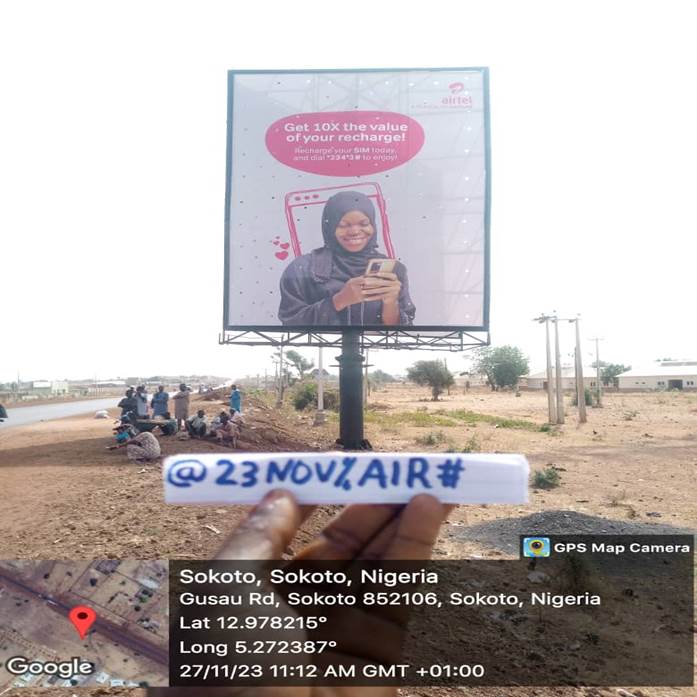 airtel
Get 10X the value
of your recharge!
Recharge your SIM today,
and dial *234*3# to enjoy!
@23NOV%AIR#
GPS Map Camera
Sokoto, Sokoto, Nigeria
Gusau Rd, Sokoto 852106, Sokoto, Nigeria
Lat 12.978215°
Long 5.272387°
27/11/23 11:12 AM GMT +01:00
Google